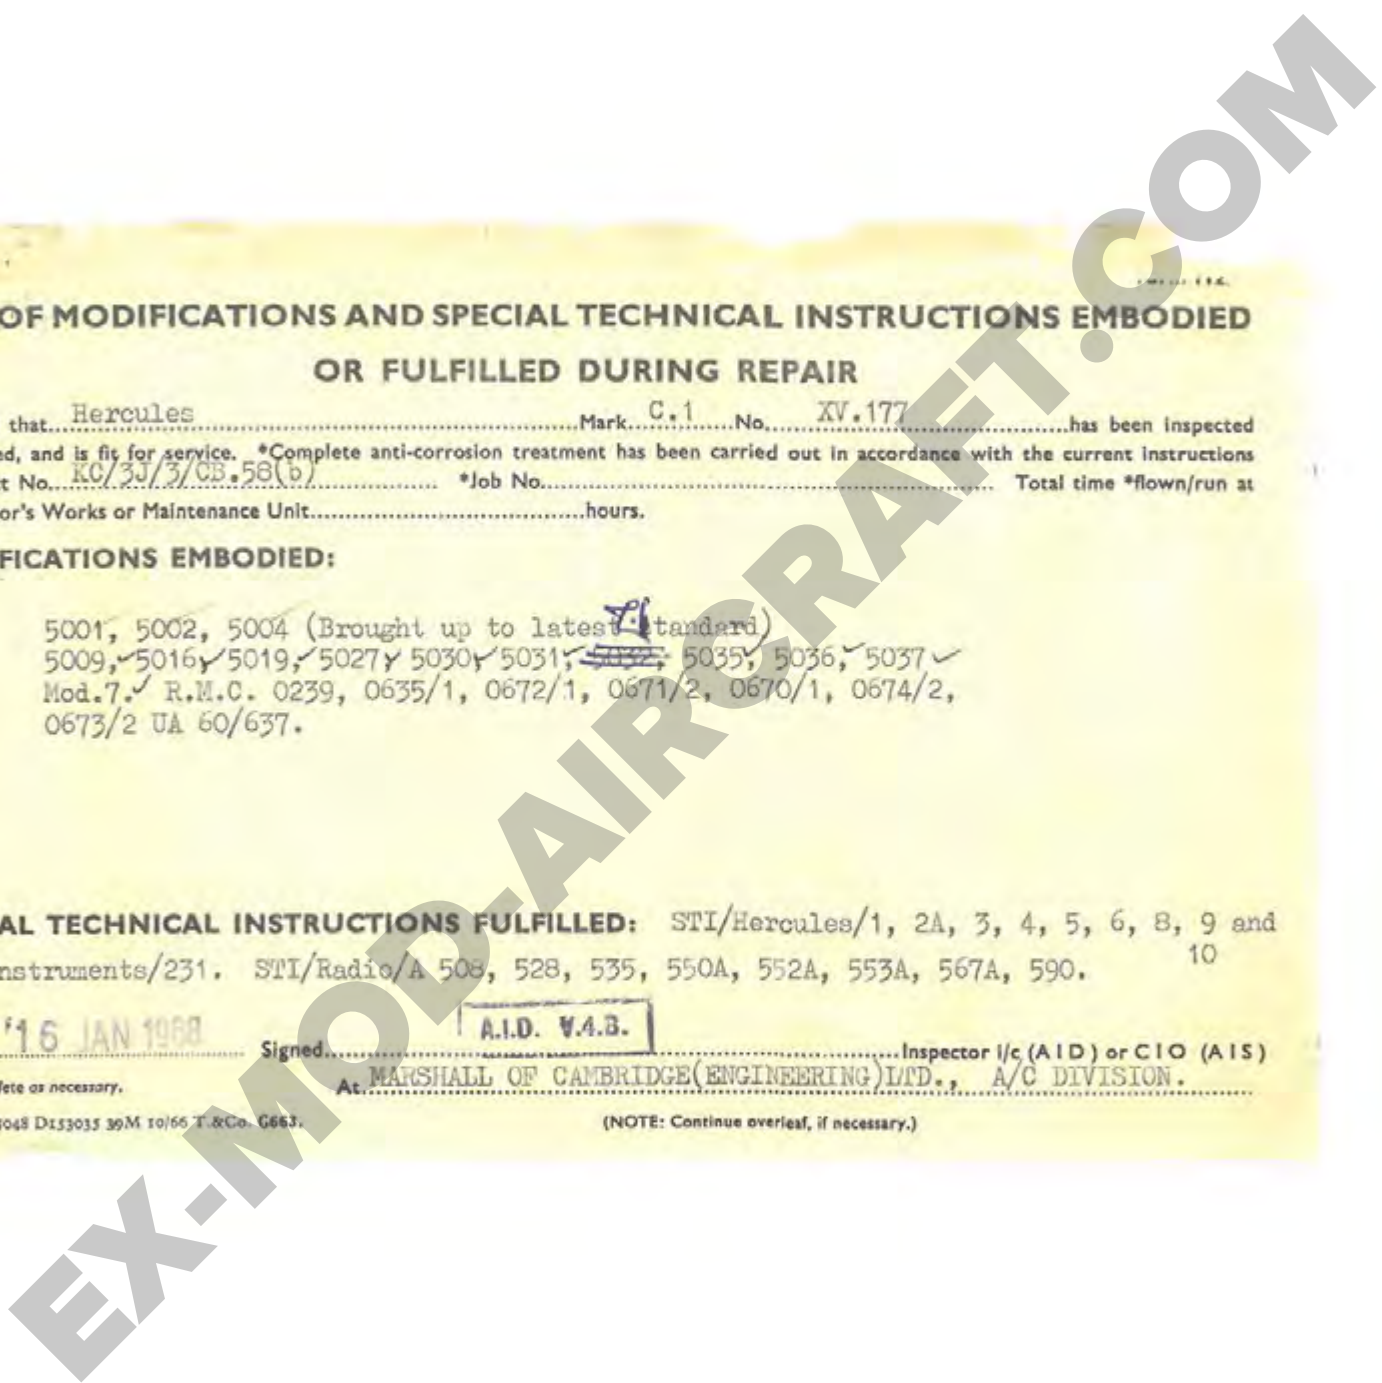 OF MODIFICATIONS AND SPECIAL TECHNICAL INSTRUCTIONS EMBODIED
OR FULFILLED DURING REPAIR
that Hercules Mark C.1 No. XV.177 has been inspected
ed, and is fit for service. *Complete anti-corrosion treatment has been carried out in accordance with the current instructions
t No. KC/3J/3/CB.58(b) *Job No. Total time *flown/run at
or's Works or Maintenance Unit hours.
FICATIONS EMBODIED:
5001, 5002, 5004 (Brought up to latest standard)
5009, 5016, 5019, 5027, 5030, 5031, 5032, 5035, 5036, 5037
Mod.7. R.M.C. 0239, 0635/1, 0672/1, 0671/2, 0670/1, 0674/2,
0673/2 UA 60/637.
AL TECHNICAL INSTRUCTIONS FULFILLED: STI/Hercules/1, 2A, 3, 4, 5, 6, 8, 9 and
10
nstruments/231. STI/Radio/A 508, 528, 535, 550A, 552A, 553A, 567A, 590.
16 JAN 1968
A.I.D.
Signed Inspector I/c (AID) or CIO (AIS)
lete as necessary.
At MARSHALL OF CAMBRIDGE(ENGINEERING)LTD., A/C DIVISION.
5048 D153035 39M 10/66 T.&Co. G663.
(NOTE: Continue overleaf, if necessary.)
EX-MOD-AIRCRAFT.COM